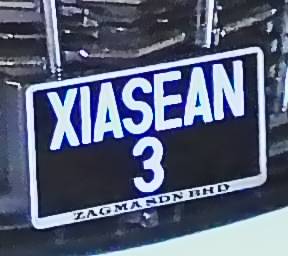 XIASEAN
3
ZAGMA SDN BHD